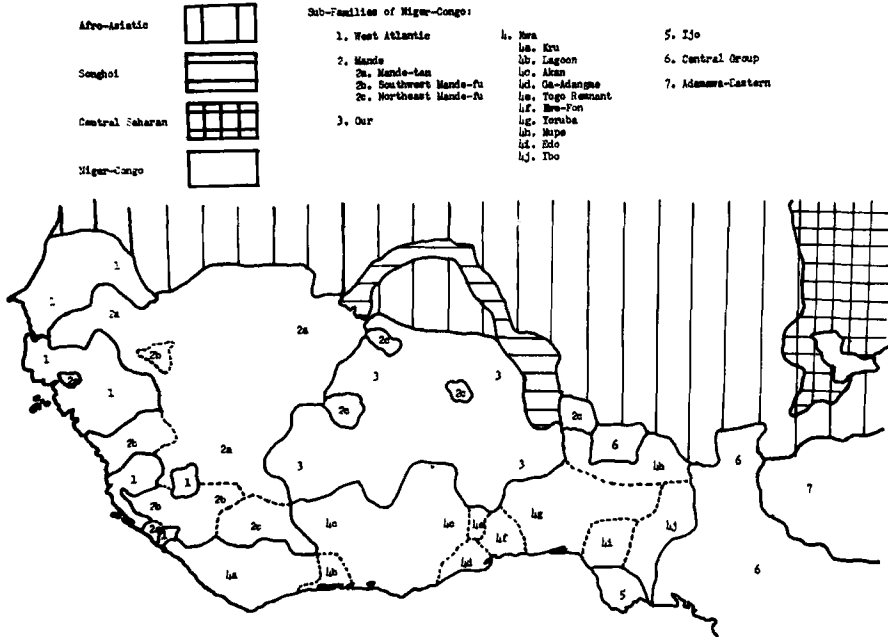 Afro-Asiatic
Songhoi
Central Saharan
Niger-Congo
Sub-Families of Niger-Congo:
1. West Atlantic
2. Mande
2a. Mande-tan
2b. Southwest Mande-fu
2c. Northeast Mande-fu
3. Gur
4. Kwa
4a. Kru
4b. Lagoon
4c. Akan
4d. Ga-Adangme
4e. Togo Remnant
4f. Ewe-Fon
4g. Yoruba
4h. Nupe
4i. Edo
4j. Ibo
5. Ijo
6. Central Group
7. Adamawa-Eastern
1
1
2a
2a
2b
2c
1
3
3
1
2c
2c
2c
2b
6
2a
6
3
3
4h
1
1
7
2b
2b
2c
4c
4c
4e
4g
4j
4f
4i
4a
4b
4d
5
6